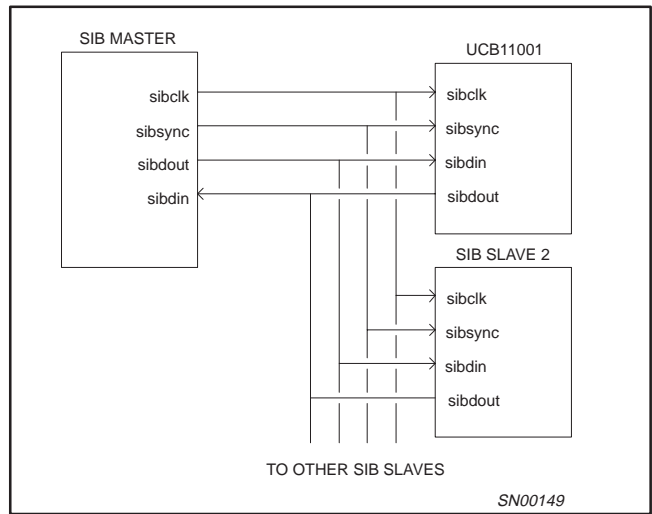 SIB MASTER
sibclk
sibsync
sibdout
sibdin
UCB11001
sibclk
sibsync
sibdin
sibdout
SIB SLAVE 2
sibclk
sibsync
sibdin
sibdout
TO OTHER SIB SLAVES
SN00149